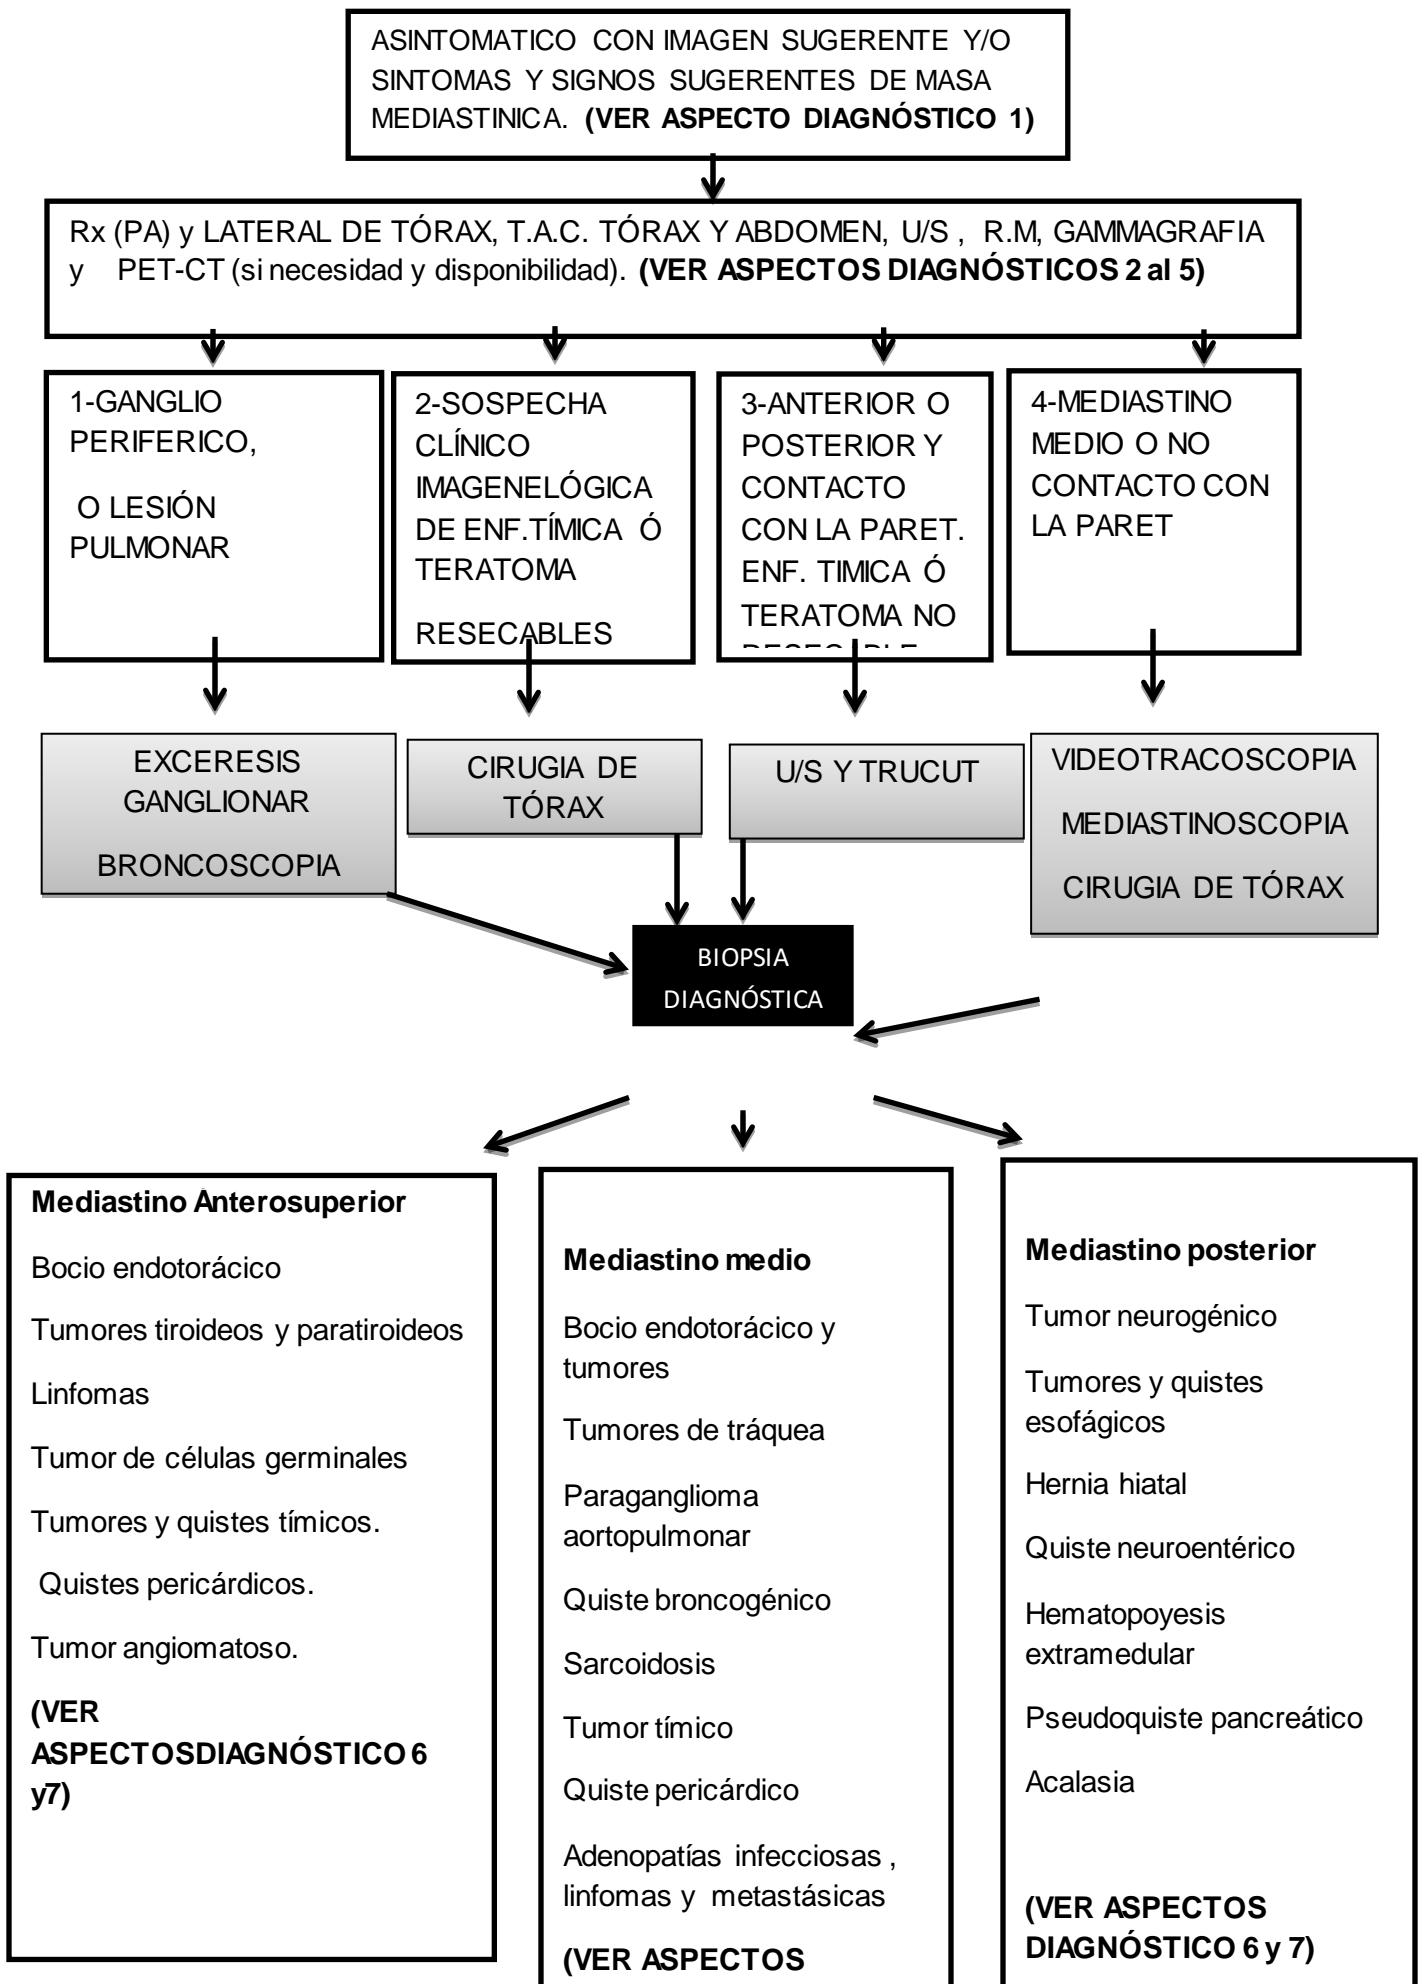 ASINTOMATICO CON IMAGEN SUGERENTE Y/O
SINTOMAS Y SIGNOS SUGERENTES DE MASA
MEDIASTINICA. (VER ASPECTO DIAGNÓSTICO 1)
Rx (PA) y LATERAL DE TÓRAX, T.A.C. TÓRAX Y ABDOMEN, U/S , R.M, GAMMAGRAFIA
y PET-CT (si necesidad y disponibilidad). (VER ASPECTOS DIAGNÓSTICOS 2 al 5)
1-GANGLIO
PERIFERICO,
O LESIÓN
PULMONAR
2-SOSPECHA
CLÍNICO
IMAGENELÓGICA
DE ENF.TÍMICA Ó
TERATOMA
RESECABLES
3-ANTERIOR O
POSTERIOR Y
CONTACTO
CON LA PARET.
ENF. TIMICA Ó
TERATOMA NO
4-MEDIASTINO
MEDIO O NO
CONTACTO CON
LA PARET
EXCERESIS
GANGLIONAR
BRONCOSCOPIA
CIRUGIA DE
TÓRAX
U/S Y TRUCUT
VIDEOTRACOSCOPIA
MEDIASTINOSCOPIA
CIRUGIA DE TÓRAX
BIOPSIA
DIAGNÓSTICA
Mediastino Anterosuperior
Bocio endotorácico
Tumores tiroideos y paratiroideos
Linfomas
Tumor de células germinales
Tumores y quistes tímicos.
Quistes pericárdicos.
Tumor angiomatoso.
(VER
ASPECTOSDIAGNÓSTICO 6
y7)
Mediastino medio
Bocio endotorácico y
tumores
Tumores de tráquea
Paraganglioma
aortopulmonar
Quiste broncogénico
Sarcoidosis
Tumor tímico
Quiste pericárdico
Adenopatías infecciosas ,
linfomas y metastásicas
(VER ASPECTOS
Mediastino posterior
Tumor neurogénico
Tumores y quistes
esofágicos
Hernia hiatal
Quiste neuroentérico
Hematopoyesis
extramedular
Pseudoquiste pancreático
Acalasia
(VER ASPECTOS
DIAGNÓSTICO 6 y 7)